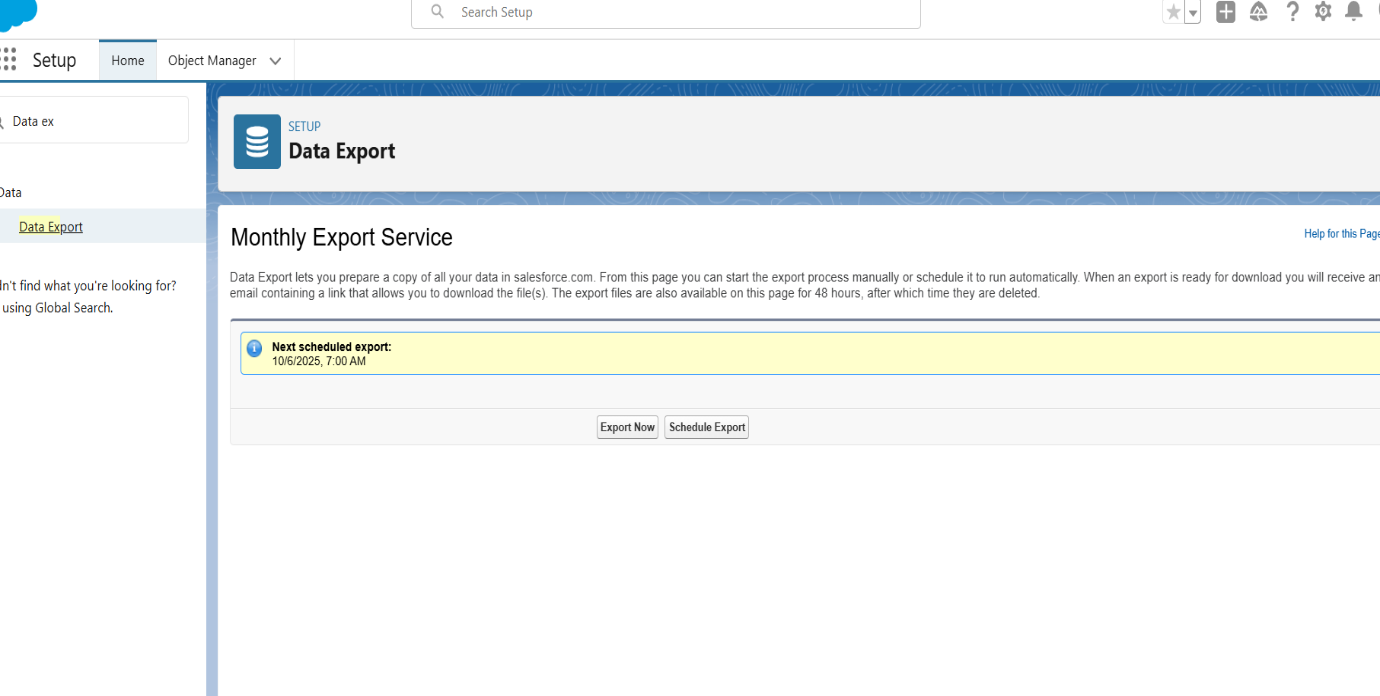 Search Setup
Setup
Home
Object Manager
Data ex
Data
Data Export
using Global Search.
find what you're looking for?
SETUP
Data Export
Monthly Export Service
Help for this Page
Data Export lets you prepare a copy of all your data in salesforce.com. From this page you can start the export process manually or schedule it to run automatically. When an export is ready for download you will receive an
email containing a link that allows you to download the file(s). The export files are also available on this page for 48 hours, after which time they are deleted.
Next scheduled export:
10/6/2025, 7:00 AM
Export Now
Schedule Export